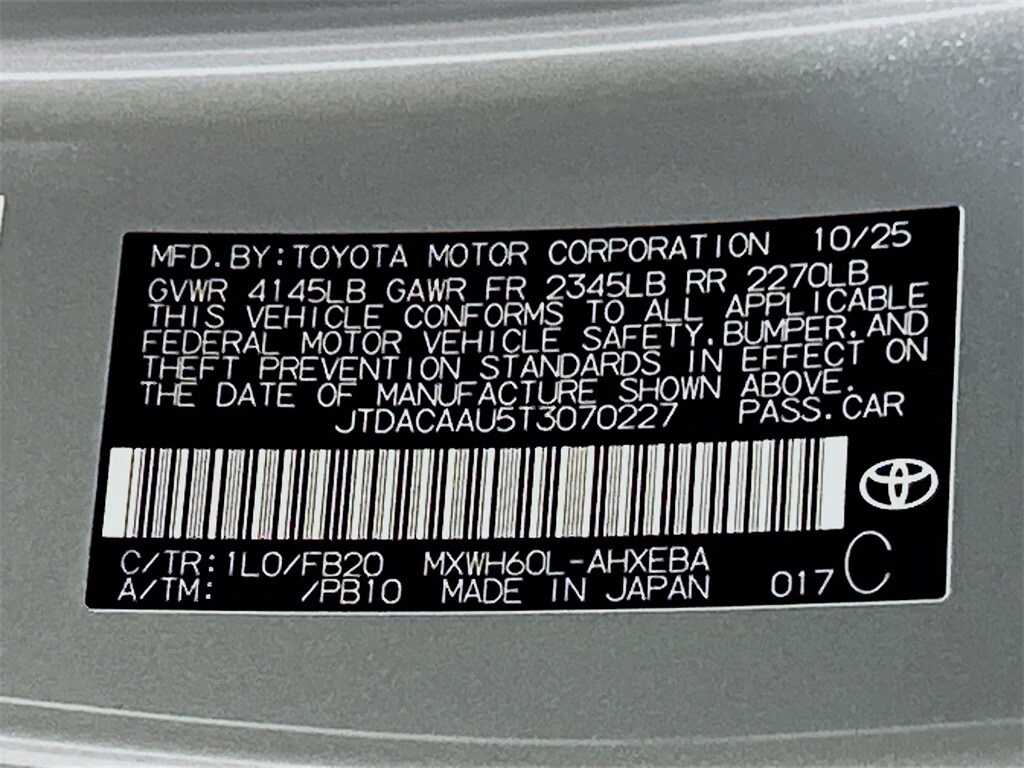 MFD. BY: TOYOTA MOTOR CORPORATION 10/25
GVWR 4145LB GAWR FR 2345LB RR 2270LB
THIS VEHICLE CONFORMS TO ALL APPLICABLE
FEDERAL MOTOR VEHICLE SAFETY, BUMPER, AND
THEFT PREVENTION STANDARDS IN EFFECT ON
THE DATE OF MANUFACTURE SHOWN ABOVE.
JTDACAAU5T3070227 PASS. CAR
C/TR: 1L0/FB20 MXWH60L-AHXEBA
A/TM: /PB10 MADE IN JAPAN 017 C